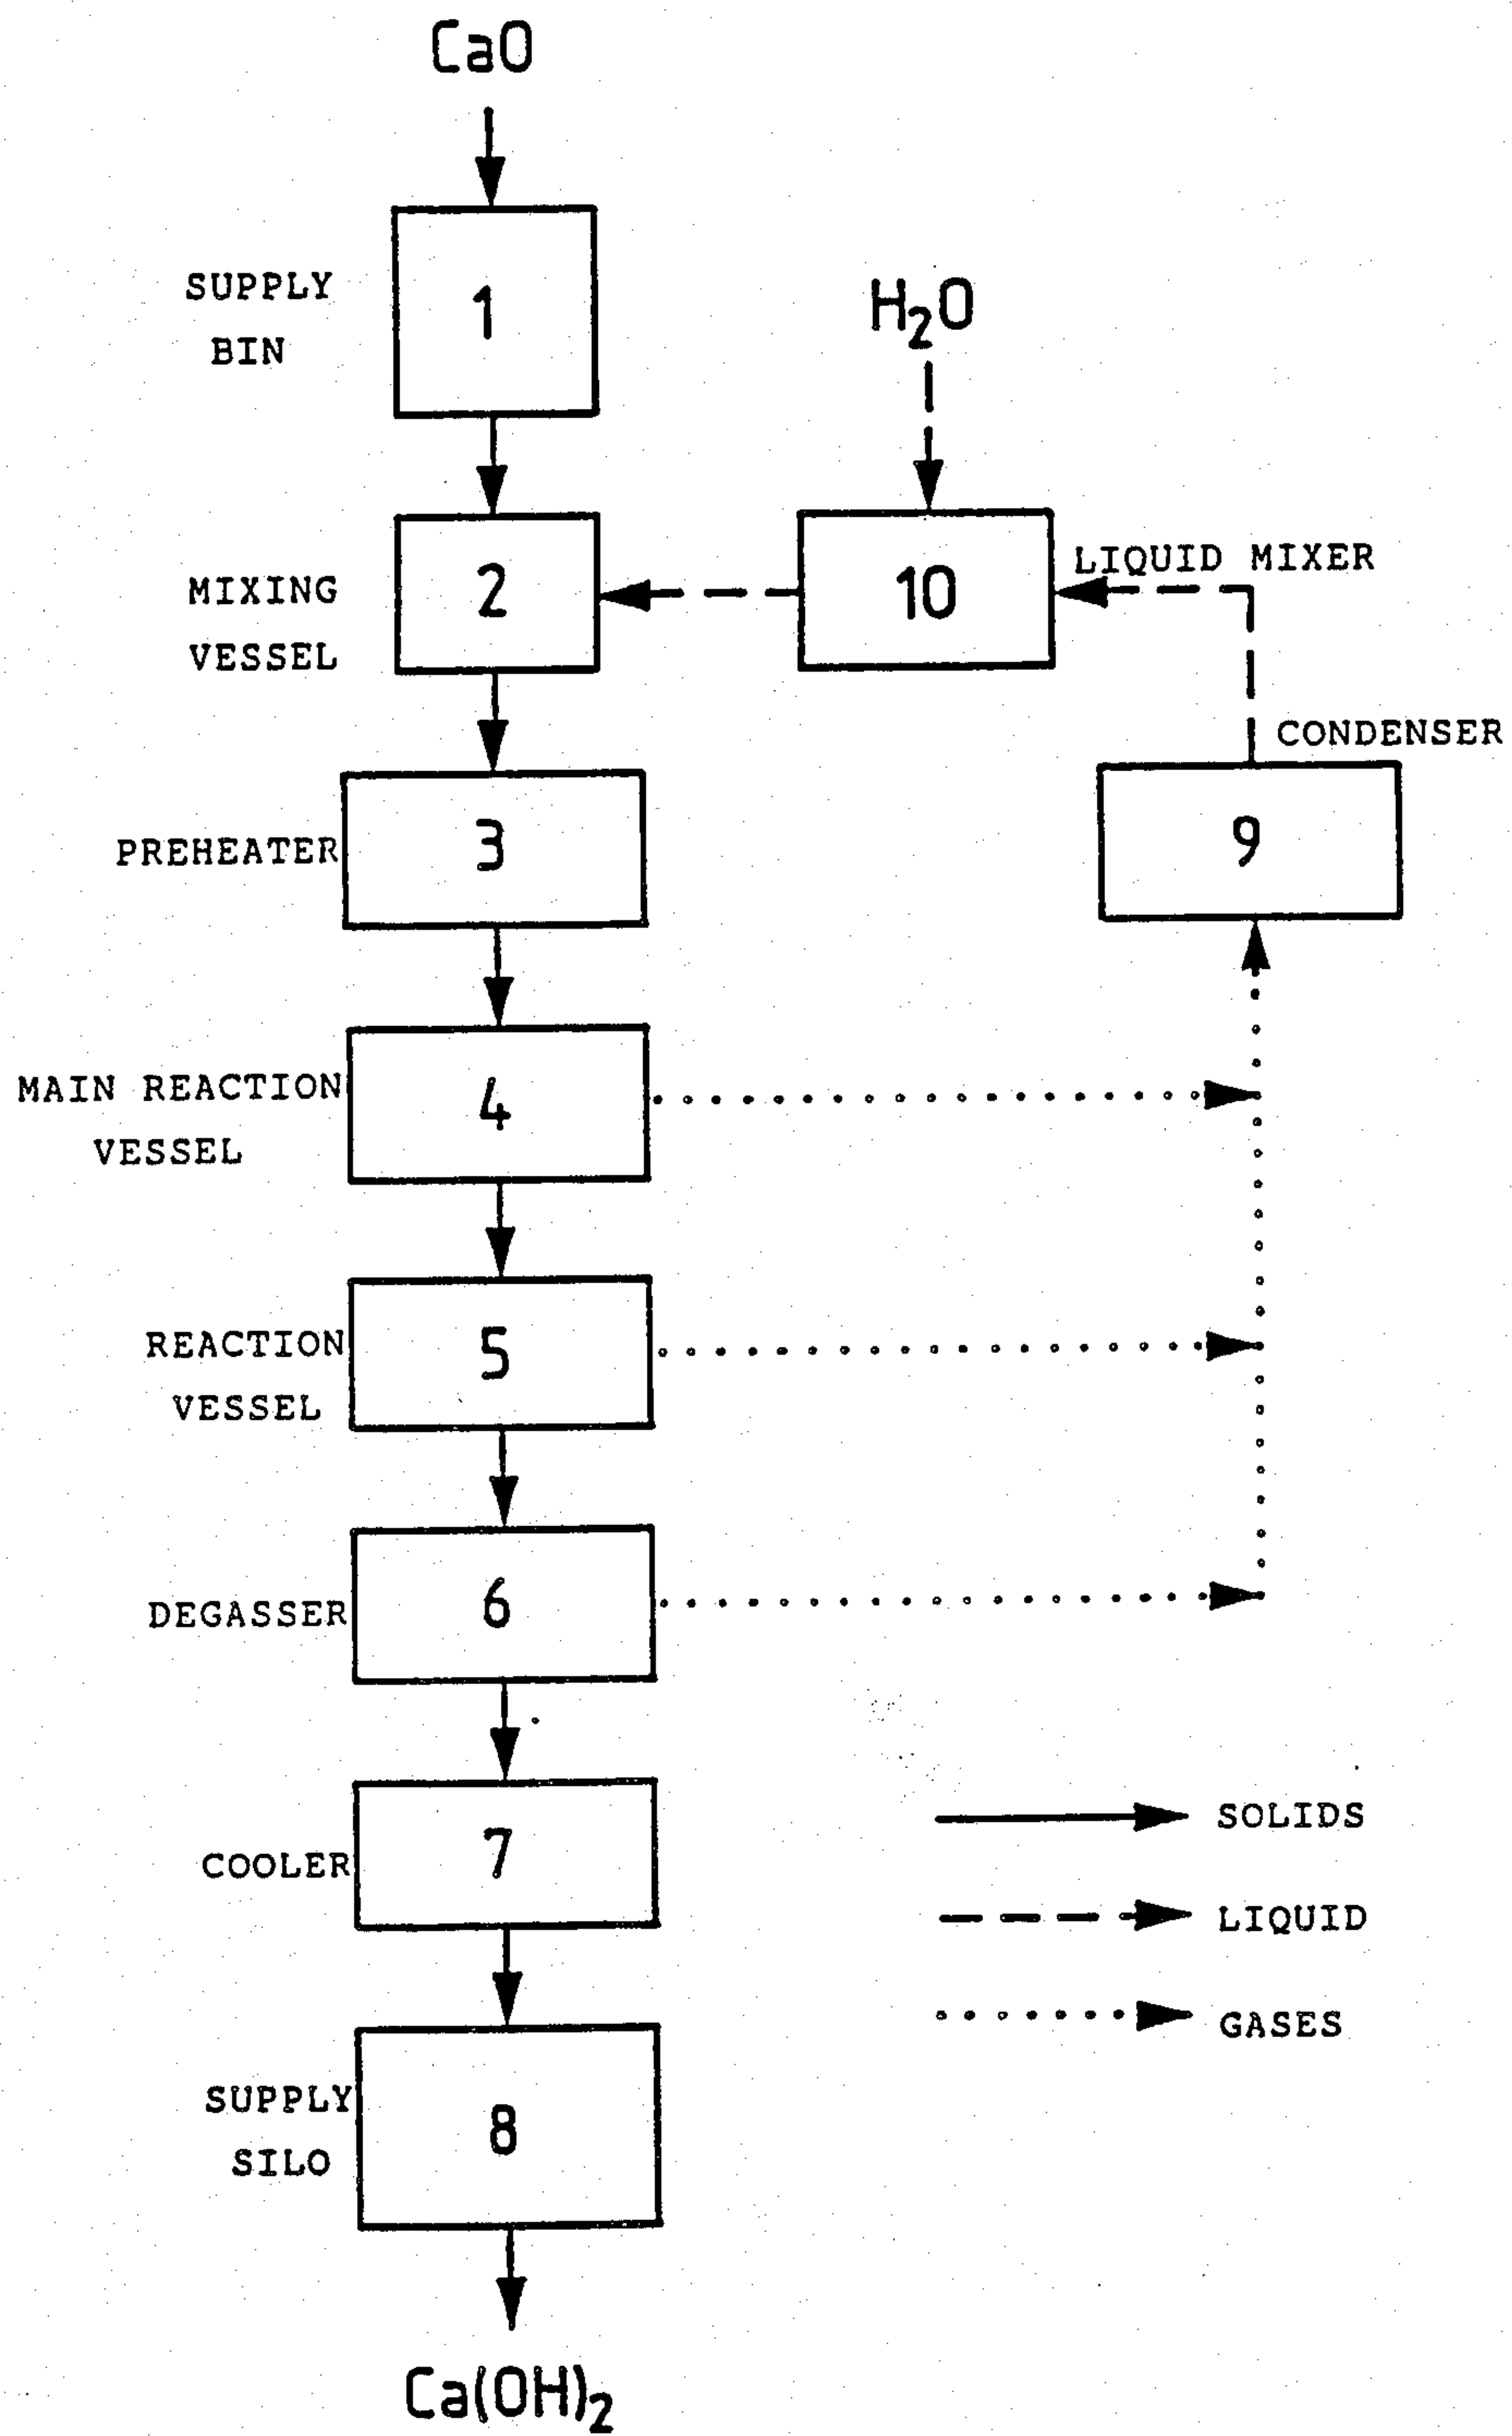 CaO
SUPPLY
BIN
1
H₂O
MIXING
VESSEL
2
10
LIQUID MIXER
PREHEATER
3
CONDENSER
9
MAIN REACTION
VESSEL
4
REACTION
VESSEL
5
DEGASSER
6
COOLER
7
SOLIDS
LIQUID
GASES
SUPPLY
SILO
8
Ca(OH)₂